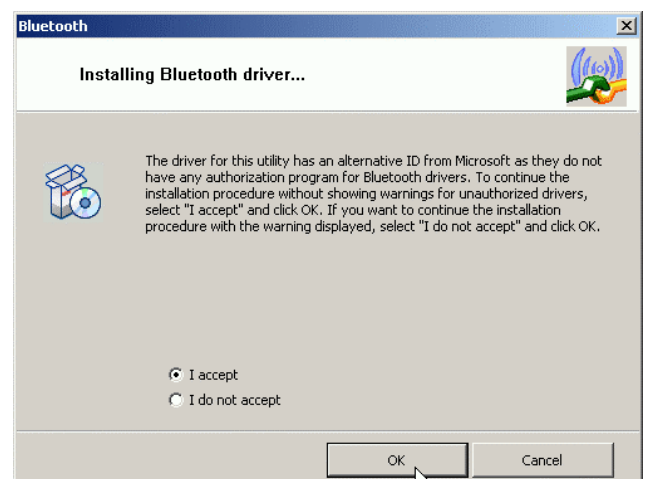 Bluetooth
Installing Bluetooth driver...
The driver for this utility has an alternative ID from Microsoft as they do not
have any authorization program for Bluetooth drivers. To continue the
installation procedure without showing warnings for unauthorized drivers,
select "I accept" and click OK. If you want to continue the installation
procedure with the warning displayed, select "I do not accept" and click OK.
I accept
I do not accept
OK
Cancel